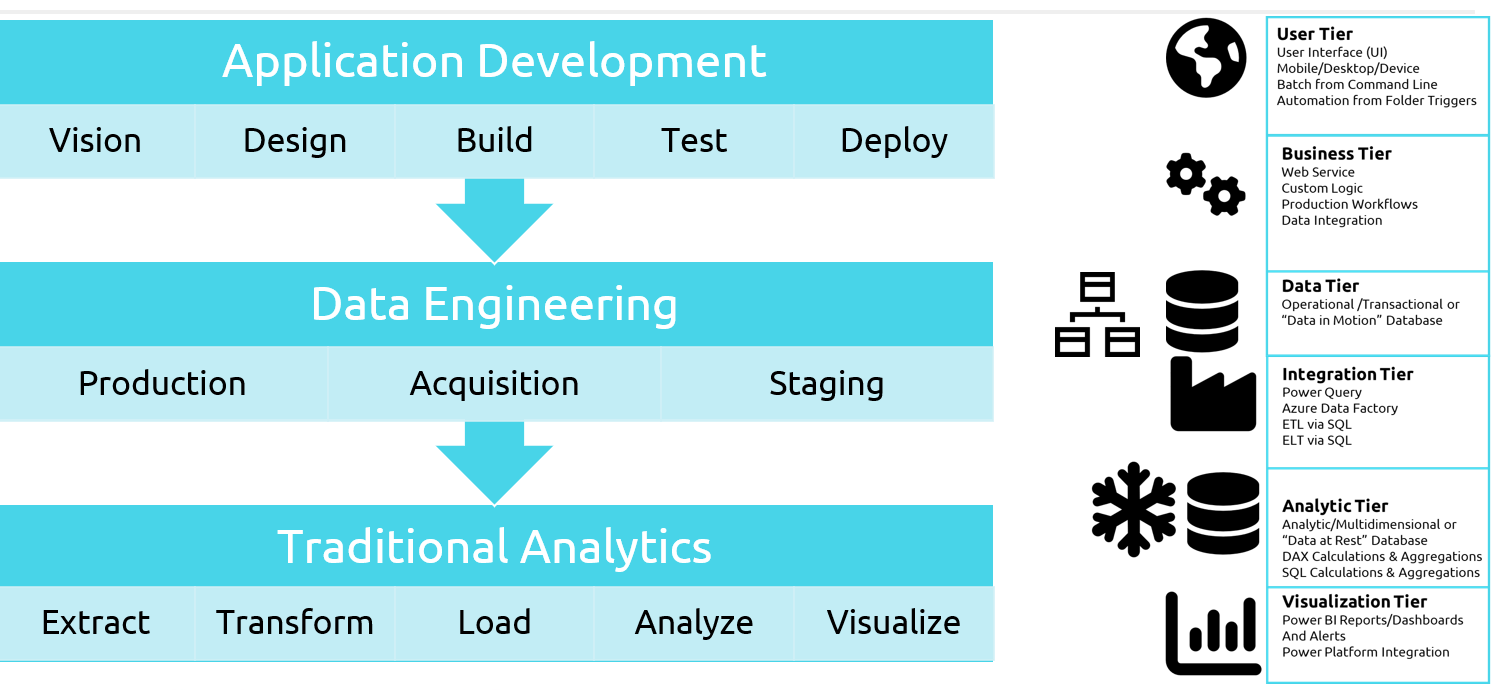 Application Development
Vision Design Build Test Deploy
Data Engineering
Production Acquisition Staging
Traditional Analytics
Extract Transform Load Analyze Visualize
User Tier
User Interface (UI)
Mobile/Desktop/Device
Batch from Command Line
Automation from Folder Triggers
Business Tier
Web Service
Custom Logic
Production Workflows
Data Integration
Data Tier
Operational /Transactional or
“Data in Motion” Database
Integration Tier
Power Query
Azure Data Factory
ETL via SQL
ELT via SQL
Analytic Tier
Analytic/Multidimensional or
“Data at Rest” Database
DAX Calculations & Aggregations
SQL Calculations & Aggregations
Visualization Tier
Power BI Reports/Dashboards
And Alerts
Power Platform Integration